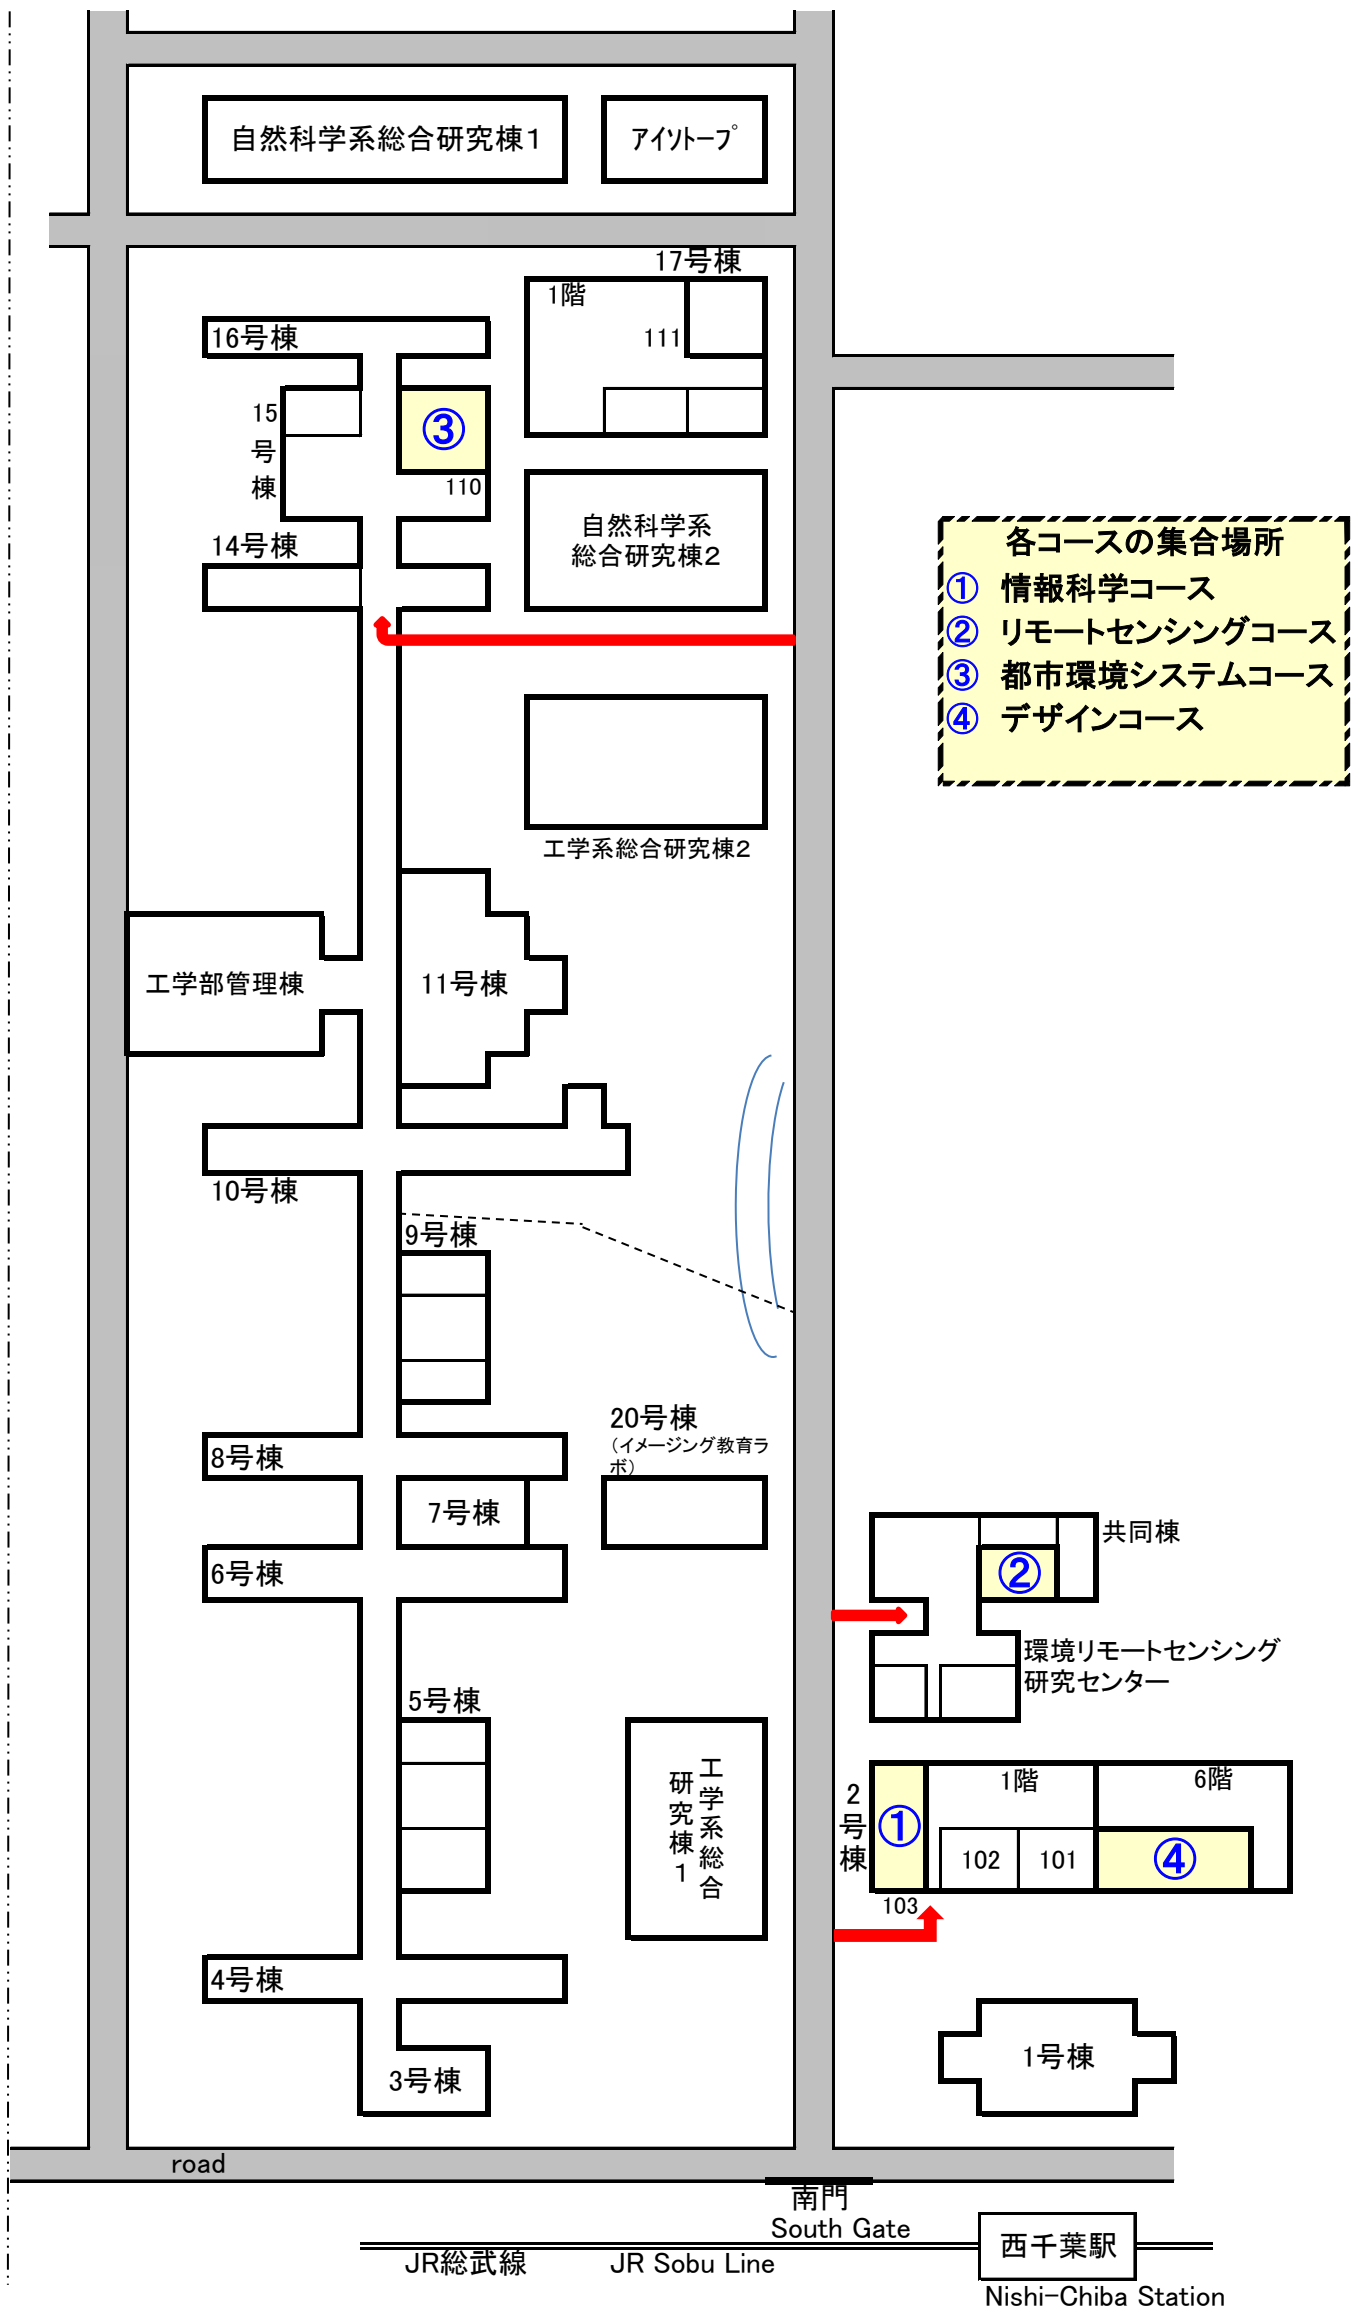 自然科学系総合研究棟1
アイソトープ
17号棟
1階
111
16号棟
15
号
棟
③
110
14号棟
自然科学系
総合研究棟2
各コースの集合場所
① 情報科学コース
② リモートセンシングコース
③ 都市環境システムコース
④ デザインコース
工学系総合研究棟2
工学部管理棟
11号棟
10号棟
9号棟
20号棟
（イメージング教育ラ
ボ）
8号棟
7号棟
6号棟
共同棟
②
環境リモートセンシング
研究センター
5号棟
工学系総合
研究棟1
2号棟
①
1階
6階
102
101
④
103
4号棟
3号棟
1号棟
road
南門
South Gate
西千葉駅
JR総武線
JR Sobu Line
Nishi-Chiba Station